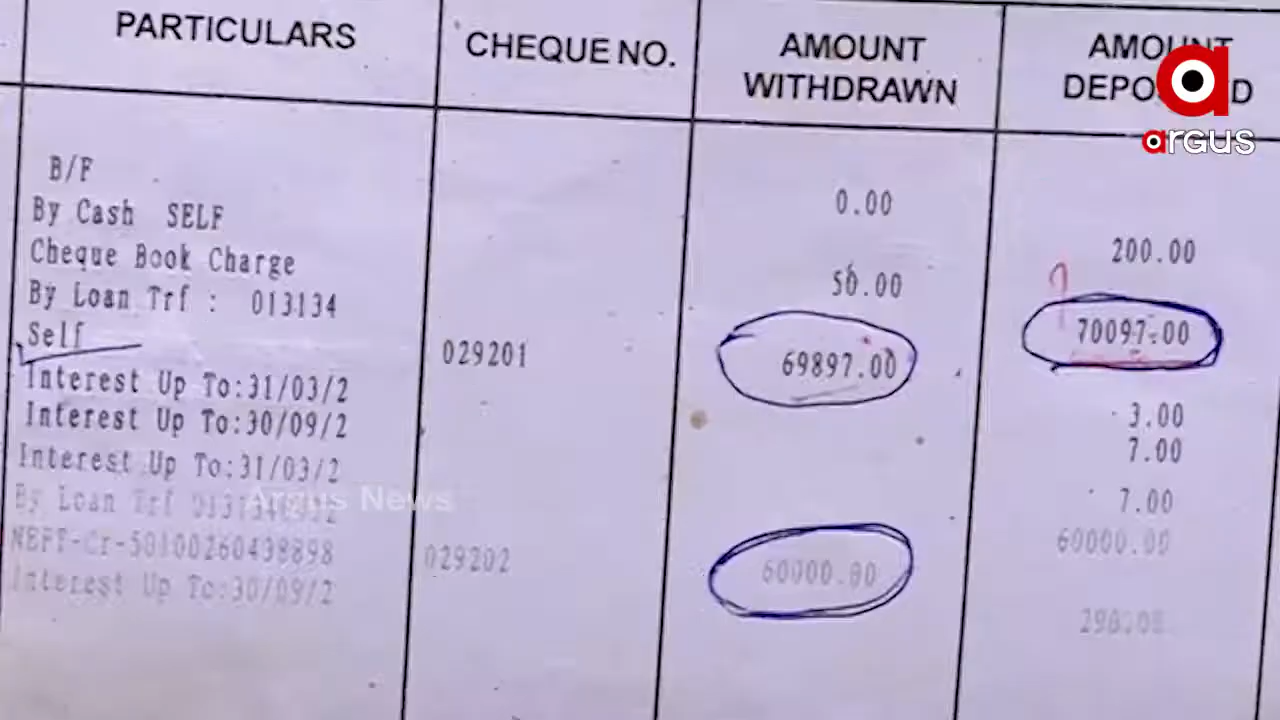 PARTICULARS CHEQUE NO. AMOUNT WITHDRAWN AMOUNT
argus
B/F 0.00
By Cash SELF 200.00
Cheque Book Charge 50.00
By Loan Trf : 013134 70097.00
Self 029201 69897.00
Interest Up To:31/03/2 3.00
Interest Up To:30/09/2 7.00
Interest Up To:31/03/2 7.00
By Loan Trf 60000.00
Argus News
NEFT-Cr-50100260438898 029202 60000.00
Interest Up To:30/09/2